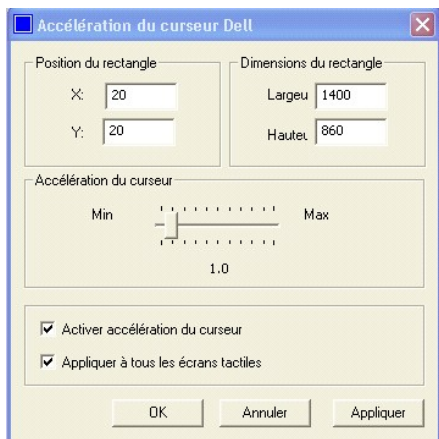 Accélération du curseur Dell
Position du rectangle
X: 20
Y: 20
Dimensions du rectangle
Largeu 1400
Hauteu 860
Accélération du curseur
Min Max
1.0
Activer accélération du curseur
Appliquer à tous les écrans tactiles
OK Annuler Appliquer